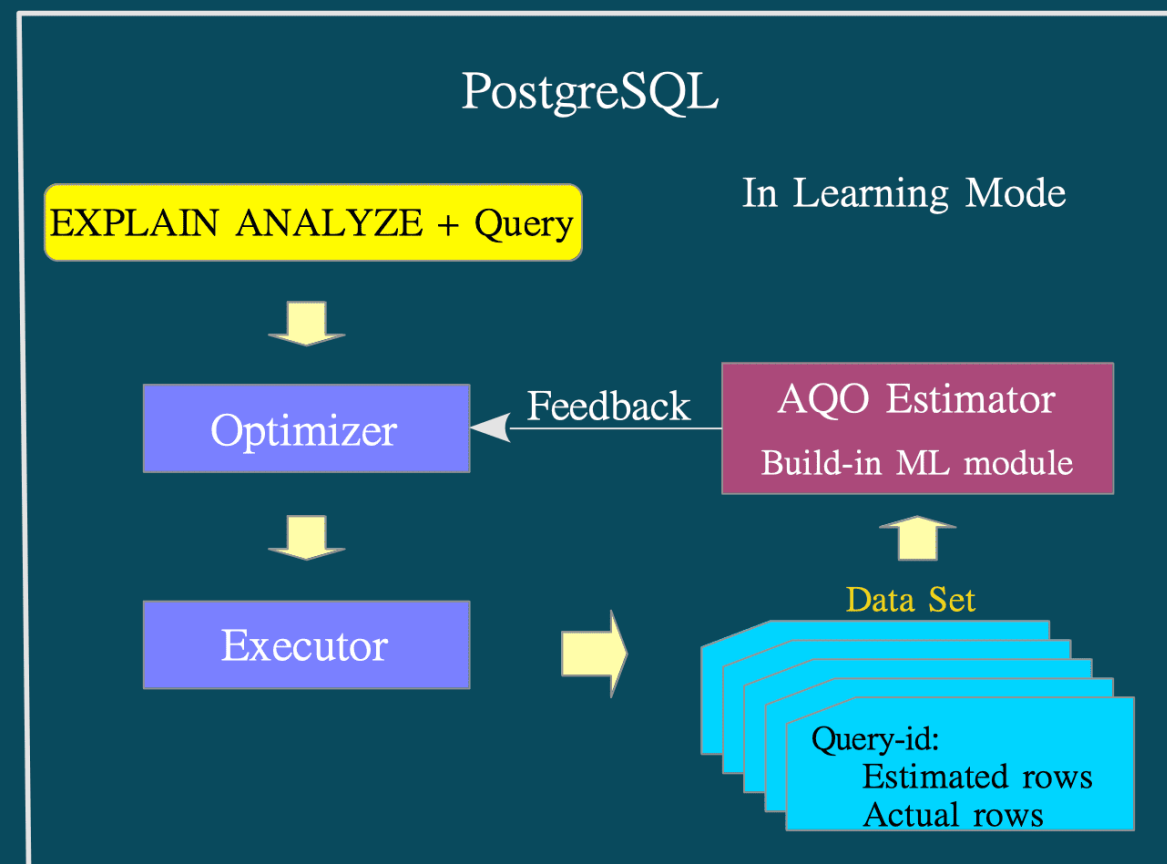 PostgreSQL
In Learning Mode
EXPLAIN ANALYZE + Query
Optimizer
Feedback
AQO Estimator
Build-in ML module
Executor
Data Set
Query-id:
Estimated rows
Actual rows